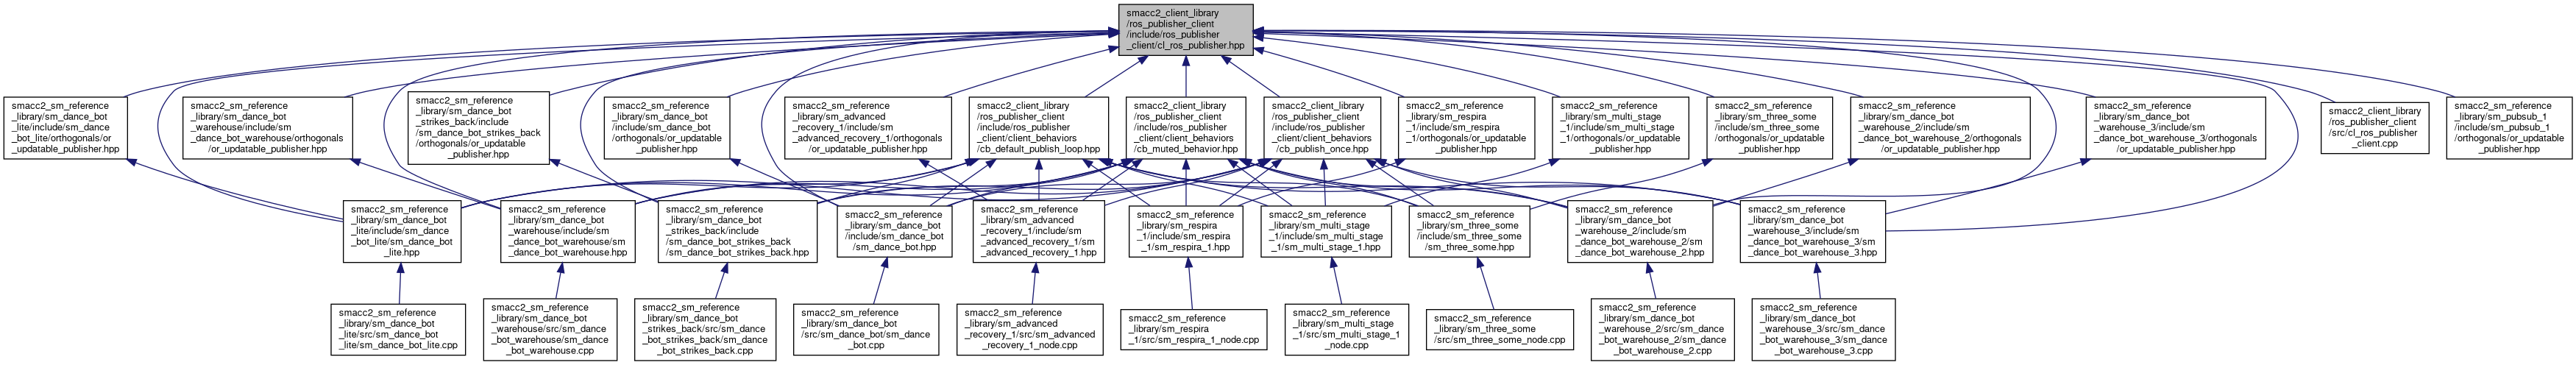 smacc2_client_library
/ros_publisher_client
/include/ros_publisher
_client/cl_ros_publisher.hpp
smacc2_sm_reference
_library/sm_dance_bot
_lite/include/sm_dance
_bot_lite/orthogonals/or
_updatable_publisher.hpp
smacc2_sm_reference
_library/sm_dance_bot
_warehouse/include/sm
_dance_bot_warehouse/orthogonals
/or_updatable_publisher.hpp
smacc2_sm_reference
_library/sm_dance_bot
_strikes_back/include
/sm_dance_bot_strikes_back
/orthogonals/or_updatable
_publisher.hpp
smacc2_sm_reference
_library/sm_dance_bot
/include/sm_dance_bot
/orthogonals/or_updatable
_publisher.hpp
smacc2_sm_reference
_library/sm_advanced
_recovery_1/include/sm
_advanced_recovery_1/orthogonals
/or_updatable_publisher.hpp
smacc2_client_library
/ros_publisher_client
/include/ros_publisher
_client/client_behaviors
/cb_default_publish_loop.hpp
smacc2_client_library
/ros_publisher_client
/include/ros_publisher
_client/client_behaviors
/cb_muted_behavior.hpp
smacc2_client_library
/ros_publisher_client
/include/ros_publisher
_client/client_behaviors
/cb_publish_once.hpp
smacc2_sm_reference
_library/sm_respira
_1/include/sm_respira
_1/orthogonals/or_updatable
_publisher.hpp
smacc2_sm_reference
_library/sm_multi_stage
_1/include/sm_multi_stage
_1/orthogonals/or_updatable
_publisher.hpp
smacc2_sm_reference
_library/sm_three_some
/include/sm_three_some
/orthogonals/or_updatable
_publisher.hpp
smacc2_sm_reference
_library/sm_dance_bot
_warehouse_2/include/sm
_dance_bot_warehouse_2/orthogonals
/or_updatable_publisher.hpp
smacc2_sm_reference
_library/sm_dance_bot
_warehouse_3/include/sm
_dance_bot_warehouse_3/orthogonals
/or_updatable_publisher.hpp
smacc2_client_library
/ros_publisher_client
/src/cl_ros_publisher
_client.cpp
smacc2_sm_reference
_library/sm_pubsub_1
/include/sm_pubsub_1
/orthogonals/or_updatable
_publisher.hpp
smacc2_sm_reference
_library/sm_dance_bot
_lite/include/sm_dance
_bot_lite/sm_dance_bot
_lite.hpp
smacc2_sm_reference
_library/sm_dance_bot
_warehouse/include/sm
_dance_bot_warehouse/sm
_dance_bot_warehouse.hpp
smacc2_sm_reference
_library/sm_dance_bot
_strikes_back/include
/sm_dance_bot_strikes_back
/sm_dance_bot_strikes_back.hpp
smacc2_sm_reference
_library/sm_dance_bot
/include/sm_dance_bot
/sm_dance_bot.hpp
smacc2_sm_reference
_library/sm_advanced
_recovery_1/include/sm
_advanced_recovery_1/sm
_advanced_recovery_1.hpp
smacc2_sm_reference
_library/sm_respira
_1/include/sm_respira
_1/sm_respira_1.hpp
smacc2_sm_reference
_library/sm_multi_stage
_1/include/sm_multi_stage
_1/sm_multi_stage_1.hpp
smacc2_sm_reference
_library/sm_three_some
/include/sm_three_some
/sm_three_some.hpp
smacc2_sm_reference
_library/sm_dance_bot
_warehouse_2/include/sm
_dance_bot_warehouse_2/sm
_dance_bot_warehouse_2.hpp
smacc2_sm_reference
_library/sm_dance_bot
_warehouse_3/include/sm
_dance_bot_warehouse_3/sm
_dance_bot_warehouse_3.hpp
smacc2_sm_reference
_library/sm_dance_bot
_lite/src/sm_dance_bot
_lite/sm_dance_bot_lite.cpp
smacc2_sm_reference
_library/sm_dance_bot
_warehouse/src/sm_dance
_bot_warehouse/sm_dance
_bot_warehouse.cpp
smacc2_sm_reference
_library/sm_dance_bot
_strikes_back/src/sm_dance
_bot_strikes_back/sm_dance
_bot_strikes_back.cpp
smacc2_sm_reference
_library/sm_dance_bot
/src/sm_dance_bot/sm_dance
_bot.cpp
smacc2_sm_reference
_library/sm_advanced
_recovery_1/src/sm_advanced
_recovery_1_node.cpp
smacc2_sm_reference
_library/sm_respira
_1/src/sm_respira_1_node.cpp
smacc2_sm_reference
_library/sm_multi_stage
_1/src/sm_multi_stage_1
_node.cpp
smacc2_sm_reference
_library/sm_three_some
/src/sm_three_some_node.cpp
smacc2_sm_reference
_library/sm_dance_bot
_warehouse_2/src/sm_dance
_bot_warehouse_2/sm_dance
_bot_warehouse_2.cpp
smacc2_sm_reference
_library/sm_dance_bot
_warehouse_3/src/sm_dance
_bot_warehouse_3/sm_dance
_bot_warehouse_3.cpp